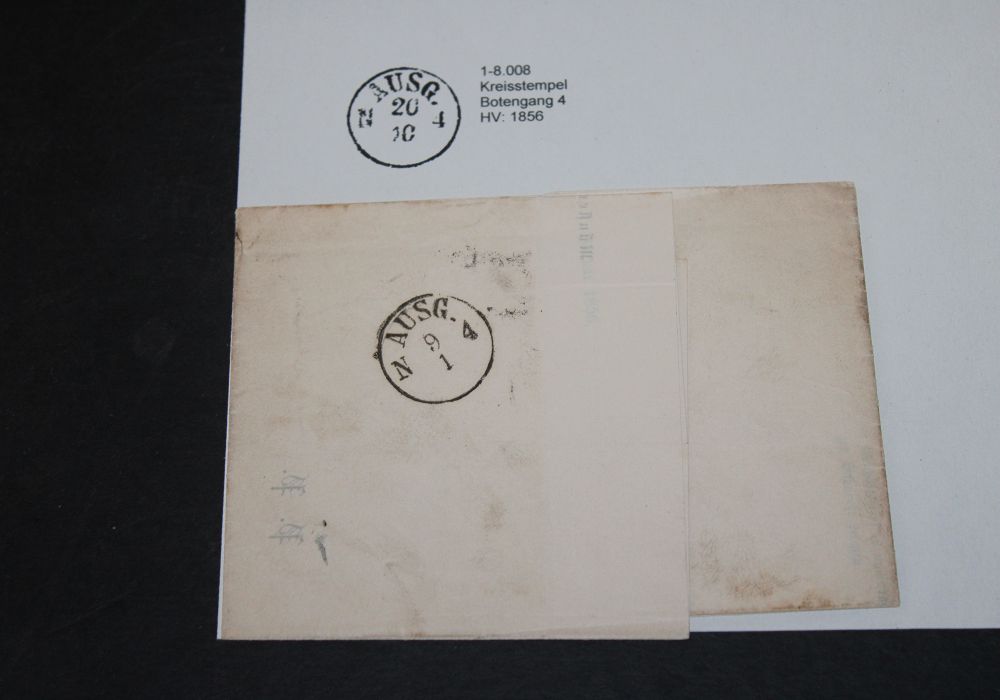 AUSG.
20
N 4
10
1-8.008
Kreisstempel
Botengang 4
HV: 1856
AUSG.
9
N 4
1